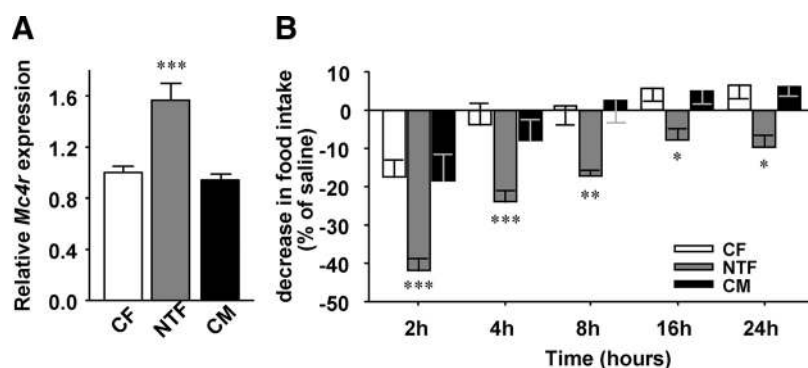 A
Relative Mc4r expression
1.6
1.2
0.8
0.4
0.0
***
CF
NTF
CM
B
decrease in food intake
(% of saline)
10
0
-10
-20
-30
-40
-50
***
***
**
*
*
CF
NTF
CM
2h
4h
8h
16h
24h
Time (hours)